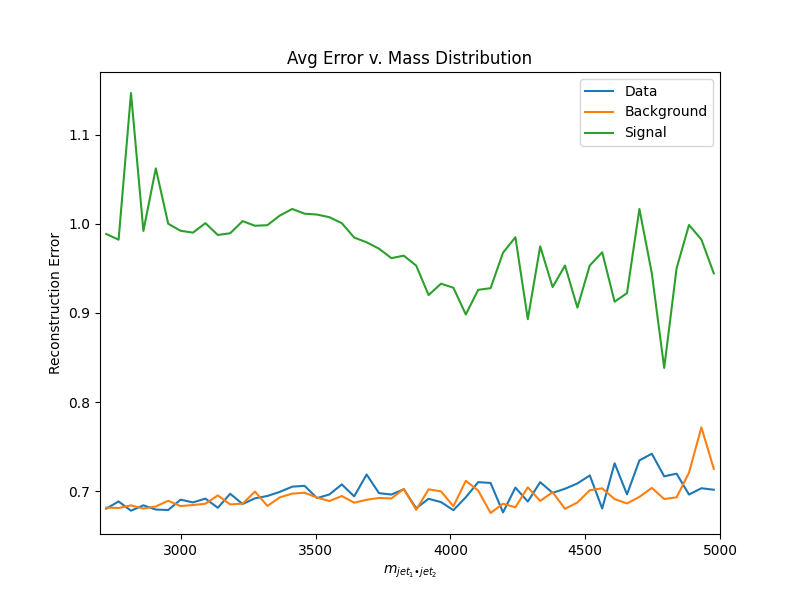 Avg Error v. Mass Distribution
Data
Background
Signal
Reconstruction Error
1.1
1.0
0.9
0.8
0.7
3000
3500
4000
4500
5000
m_{jet_1•jet_2}